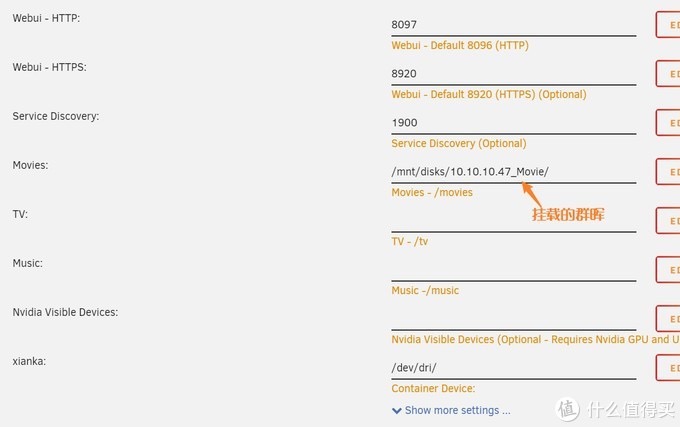 Webui - HTTP:
8097
ED
Webui - Default 8096 (HTTP)
Webui - HTTPS:
8920
ED
Webui - Default 8920 (HTTPS) (Optional)
Service Discovery:
1900
ED
Service Discovery (Optional)
Movies:
/mnt/disks/10.10.10.47_Movie/
ED
Movies - /movies
挂载的群晖
TV:
ED
TV - /tv
Music:
ED
Music -/music
Nvidia Visible Devices:
ED
Nvidia Visible Devices (Optional - Requires Nvidia GPU and U
xianka:
/dev/dri/
ED
Container Device:
Show more settings ...
值 什么值得买